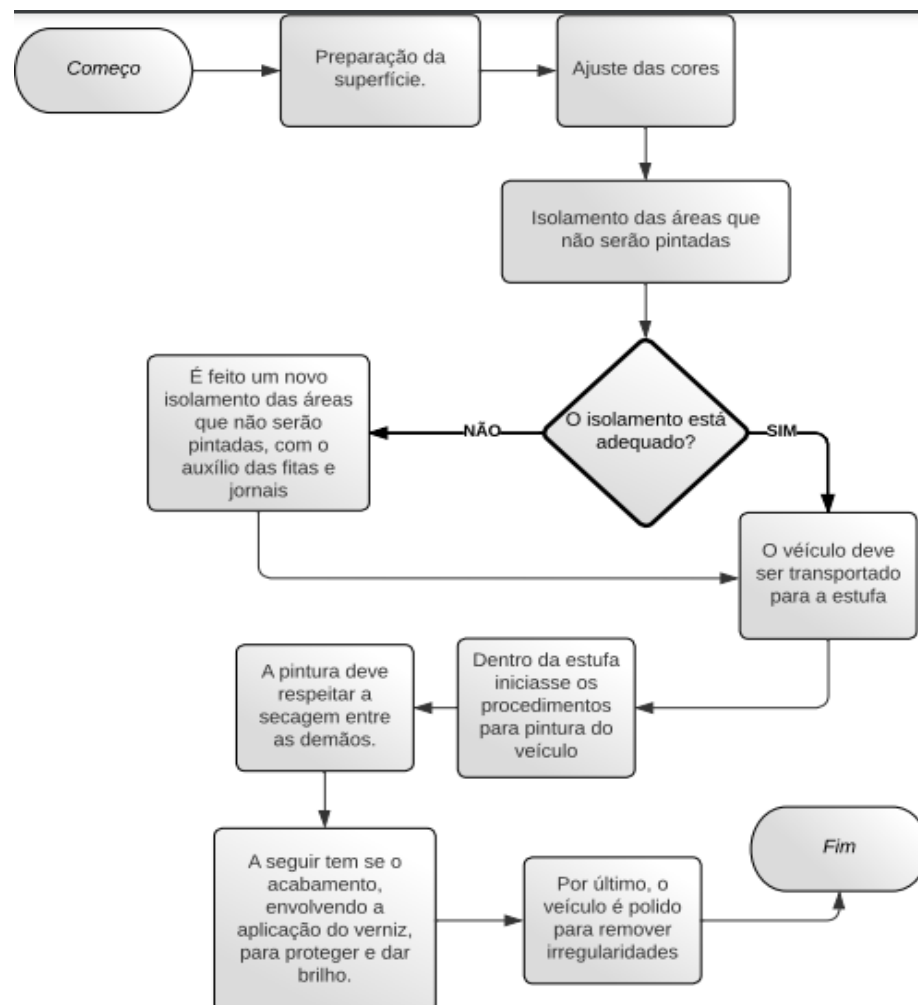 Começo
Preparação da
superfície.
Ajuste das cores
Isolamento das áreas que
não serão pintadas
O isolamento está
adequado?
NÃO
SIM
É feito um novo
isolamento das áreas
que não serão
pintadas, com o
auxílio das fitas e
jornais
O véículo deve
ser transportado
para a estufa
Dentro da estufa
iniciasse os
procedimentos
para pintura do
veículo
A pintura deve
respeitar a
secagem entre
as demãos.
A seguir tem se o
acabamento,
envolvendo a
aplicação do verniz,
para proteger e dar
brilho.
Por último, o
veículo é polido
para remover
irregularidades
Fim